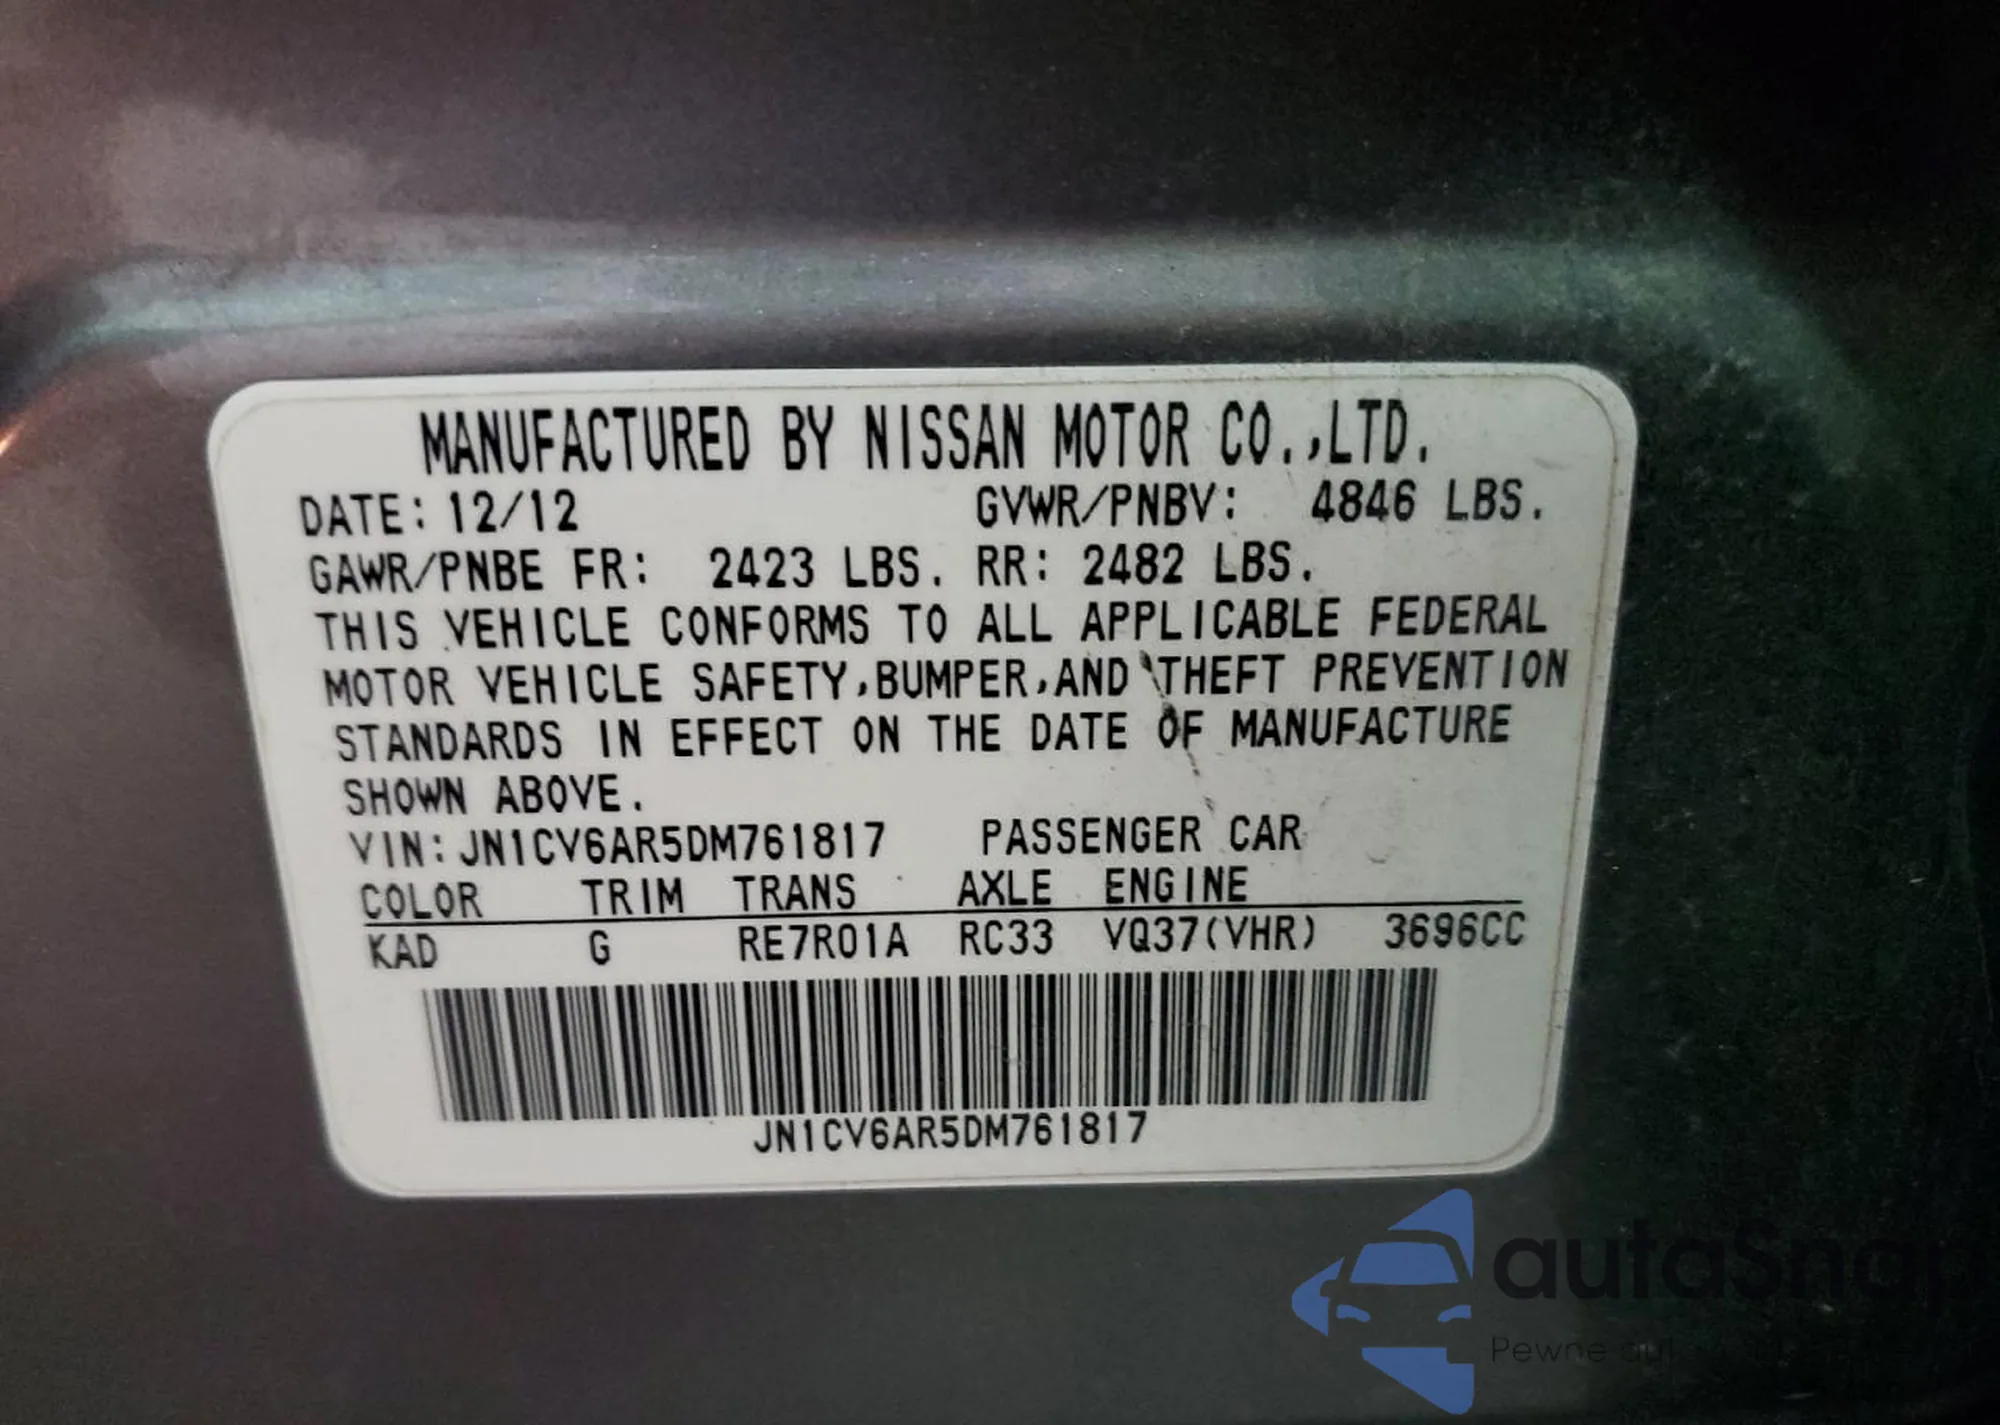 MANUFACTURED BY NISSAN MOTOR CO.,LTD.
DATE: 12/12 GVWR/PNBV: 4846 LBS.
GAWR/PNBE FR: 2423 LBS. RR: 2482 LBS.
THIS VEHICLE CONFORMS TO ALL APPLICABLE FEDERAL
MOTOR VEHICLE SAFETY,BUMPER,AND THEFT PREVENTION
STANDARDS IN EFFECT ON THE DATE OF MANUFACTURE
SHOWN ABOVE.
VIN:JN1CV6AR5DM761817 PASSENGER CAR
COLOR TRIM TRANS AXLE ENGINE
KAD G RE7R01A RC33 VQ37(VHR) 3696CC
JN1CV6AR5DM761817
autaSnap
Pewne